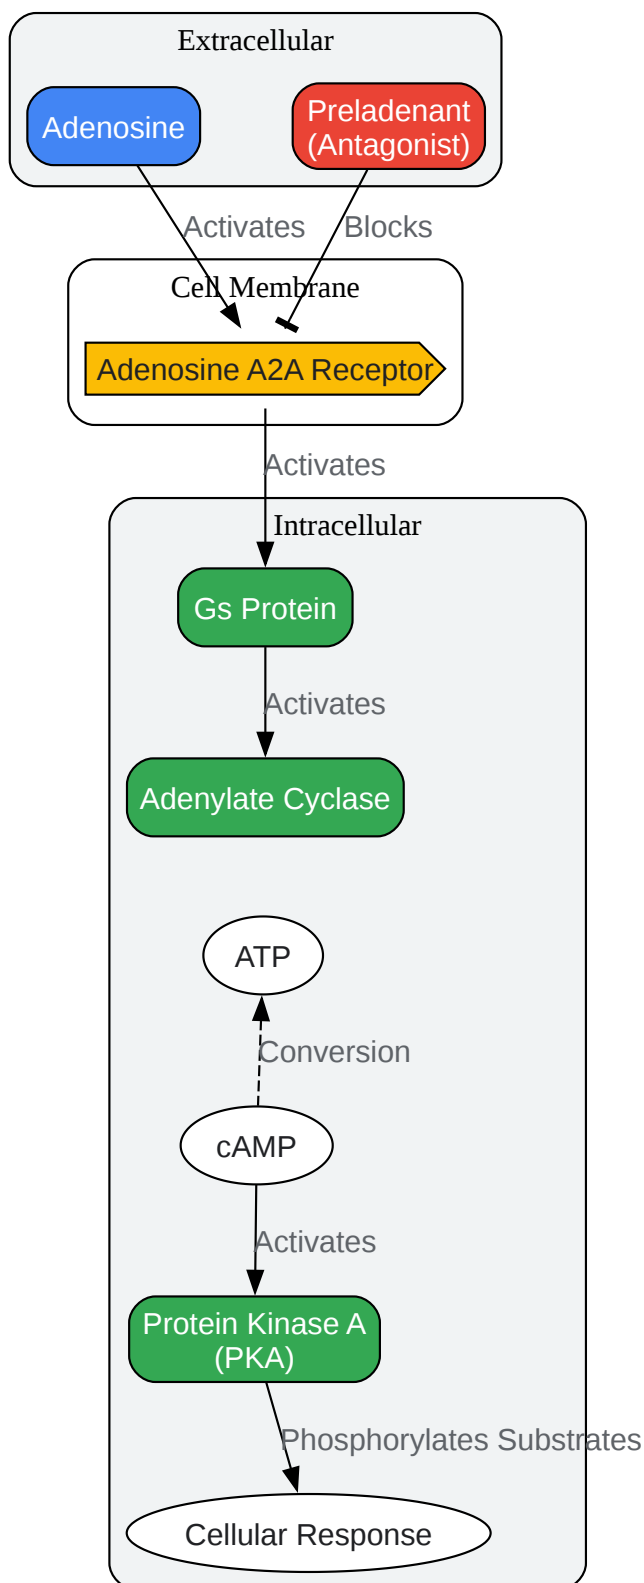 Extracellular
Adenosine
Preladenant
(Antagonist)
Activates
Blocks
Cell Membrane
Adenosine A2A Receptor
Activates
Intracellular
Gs Protein
Activates
Adenylate Cyclase
ATP
Conversion
cAMP
Activates
Protein Kinase A
(PKA)
Phosphorylates Substrates
Cellular Response